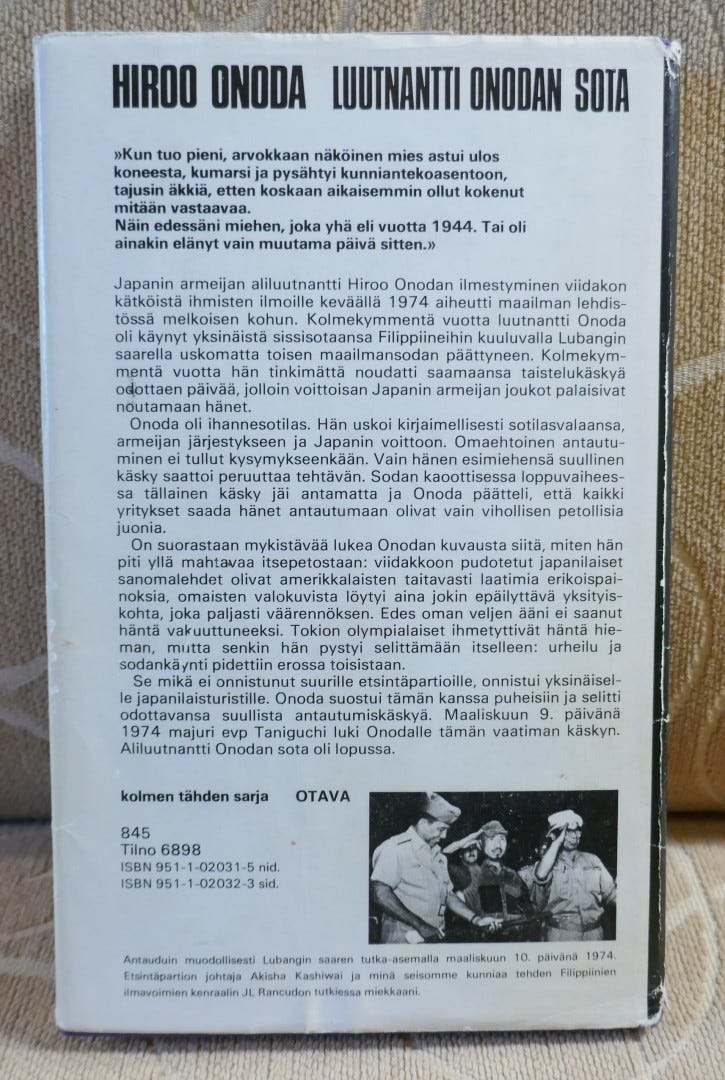 HIROO ONODA LUUTNANTTI ONODAN SOTA
»Kun tuo pieni, arvokkaan näköinen mies astui ulos
koneesta, kumarsi ja pysähtyi kunniantekoasentoon,
tajusin äkkiä, etten koskaan aikaisemmin ollut kokenut
mitään vastaavaa.
Näin edessäni miehen, joka yhä eli vuotta 1944. Tai oli
ainakin elänyt vain muutama päivä sitten.»
Japanin armeijan aliluutnantti Hiroo Onodan ilmestyminen viidakon
kätköistä ihmisten ilmoille keväällä 1974 aiheutti maailman lehdis-
tössä melkoisen kohun. Kolmekymmentä vuotta luutnantti Onoda
oli käynyt yksinäistä sissisotaansa Filippiineihin kuuluvalla Lubangin
saarella uskomatta toisen maailmansodan päättyneen. Kolmekym-
mentä vuotta hän tinkimättä noudatti saamaansa taistelukäskyä
odottaen päivää, jolloin voittoisan Japanin armeijan joukot palaisivat
noutamaan hänet.
Onoda oli ihannesotilas. Hän uskoi kirjaimellisesti sotilasvalaansa,
armeijan järjestykseen ja Japanin voittoon. Omaehtoinen antautu-
minen ei tullut kysymykseenkään. Vain hänen esimiehensä suullinen
käsky saattoi peruuttaa tehtävän. Sodan kaoottisessa loppuvaihees-
sa tällainen käsky jäi antamatta ja Onoda päätteli, että kaikki
yritykset saada hänet antautumaan olivat vain vihollisen petollisia
juonia.
On suorastaan mykistävää lukea Onodan kuvausta siitä, miten hän
piti yllä mahtavaa itsepetostaan: viidakkoon pudotetut japanilaiset
sanomalehdet olivat amerikkalaisten taitavasti laatimia erikoispai-
noksia, omaisten valokuvista löytyi aina jokin epäilyttävä yksityis-
kohta, joka paljasti väärennöksen. Edes oman veljen ääni ei saanut
häntä vakuuttuneeksi. Tokion olympialaiset ihmetyttivät häntä hie-
man, mutta senkin hän pystyi selittämään itselleen: urheilu ja
sodankäynti pidettiin erossa toisistaan.
Se mikä ei onnistunut suurille etsintäpartioille, onnistui yksinäisel-
le japanilaisturistille. Onoda suostui tämän kanssa puheisiin ja selitti
odottavansa suullista antautumiskäskyä. Maaliskuun 9. päivänä
1974 majuri evp Taniguchi luki Onodalle tämän vaatiman käskyn.
Aliluutnantti Onodan sota oli lopussa.
kolmen tähden sarja OTAVA
845
Tilno 6898
ISBN 951-1-02031-5 nid.
ISBN 951-1-02032-3 sid.
Antauduin muodollisesti Lubangin saaren tutka-asemalla maaliskuun 10. päivänä 1974.
Etsintäpartion johtaja Akisha Kashiwai ja minä seisomme kunniaa tehden Filippiinien
ilmavoimien kenraalin JL Rancudon tutkiessa miekkaani.